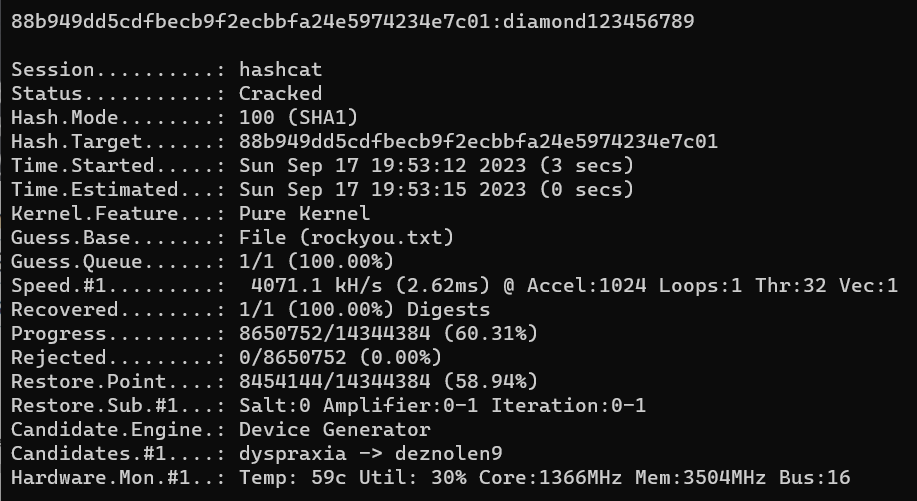 88b949dd5cdfbecb9f2ecbbfa24e5974234e7c01:diamond123456789
Session..........: hashcat
Status...........: Cracked
Hash.Mode........: 100 (SHA1)
Hash.Target......: 88b949dd5cdfbecb9f2ecbbfa24e5974234e7c01
Time.Started.....: Sun Sep 17 19:53:12 2023 (3 secs)
Time.Estimated...: Sun Sep 17 19:53:15 2023 (0 secs)
Kernel.Feature...: Pure Kernel
Guess.Base.......: File (rockyou.txt)
Guess.Queue......: 1/1 (100.00%)
Speed.#1.........:  4071.1 kH/s (2.62ms) @ Accel:1024 Loops:1 Thr:32 Vec:1
Recovered........: 1/1 (100.00%) Digests
Progress.........: 8650752/14344384 (60.31%)
Rejected.........: 0/8650752 (0.00%)
Restore.Point....: 8454144/14344384 (58.94%)
Restore.Sub.#1...: Salt:0 Amplifier:0-1 Iteration:0-1
Candidate.Engine.: Device Generator
Candidates.#1....: dyspraxia -> deznolen9
Hardware.Mon.#1..: Temp: 59c Util: 30% Core:1366MHz Mem:3504MHz Bus:16